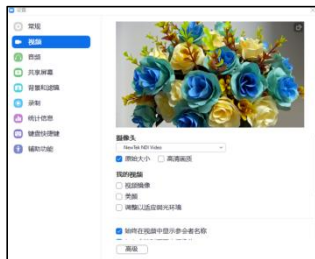 设置
常规
视频
音频
共享屏幕
背景和滤镜
录制
统计信息
键盘快捷键
辅助功能
摄像头
NewTek NDI Video
原始大小
高清画质
我的视频
视频镜像
美颜
调整以适应弱光环境
始终在视频中显示参会者名称
高级